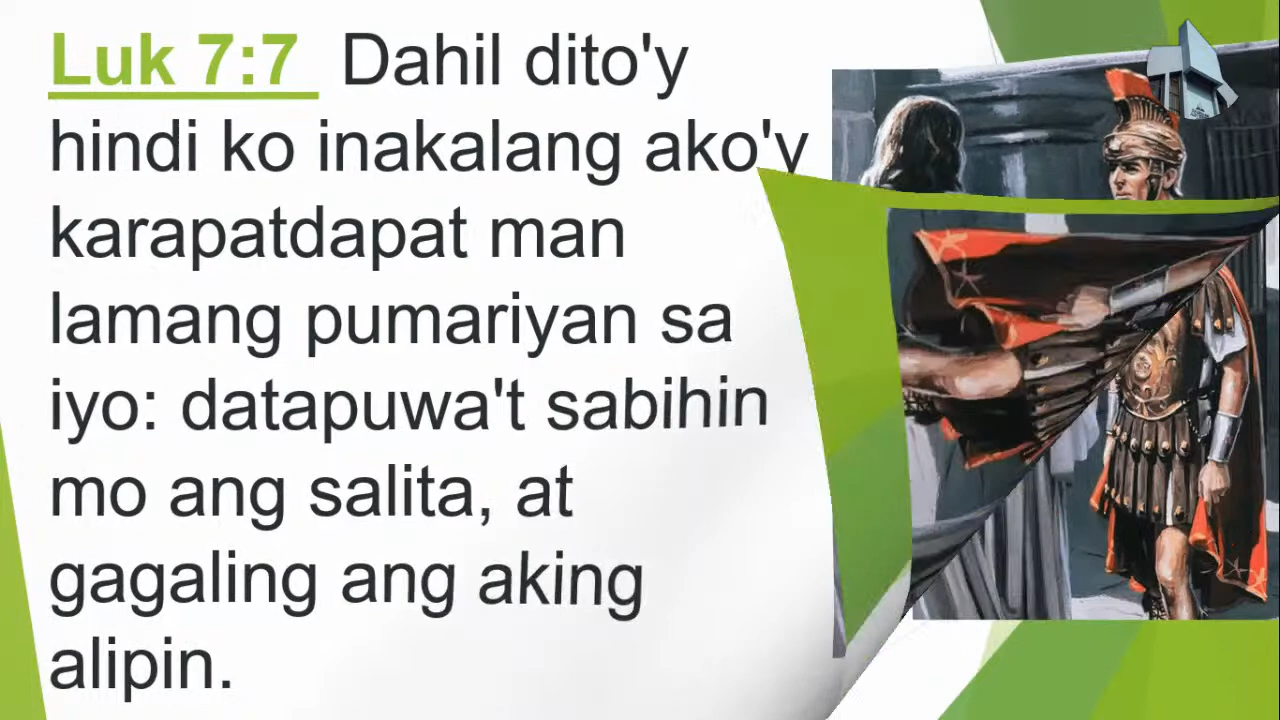 Luk 7:7 Dahil dito'y
hindi ko inakalang ako'y
karapatdapat man
lamang pumariyan sa
iyo: datapuwa't sabihin
mo ang salita, at
gagaling ang aking
alipin.